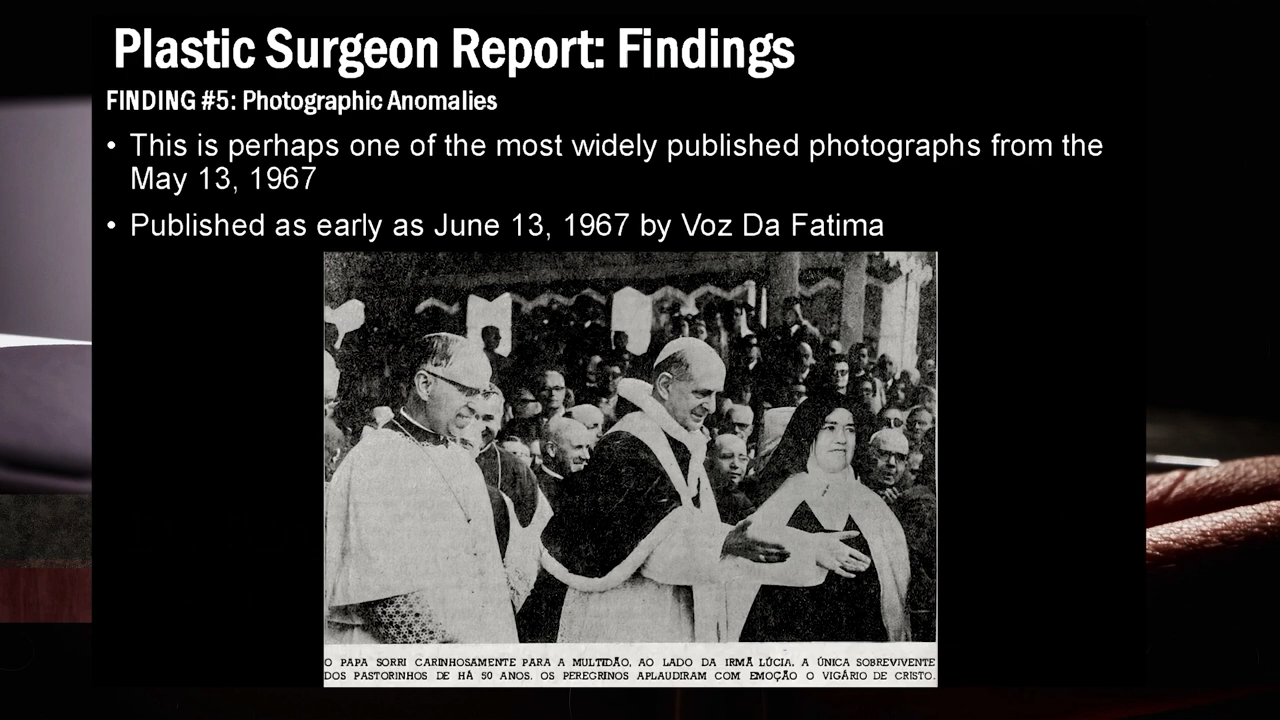 Plastic Surgeon Report: Findings
FINDING #5: Photographic Anomalies
• This is perhaps one of the most widely published photographs from the
May 13, 1967
• Published as early as June 13, 1967 by Voz Da Fatima
O PAPA SORRI CARINHOSAMENTE PARA A MULTIDÃO, AO LADO DA IRMÃ LÚCIA, A ÚNICA SOBREVIVENTE
DOS PASTORINHOS DE HÁ 50 ANOS. OS PEREGRINOS APLAUDIRAM COM EMOÇÃO O VIGÁRIO DE CRISTO.